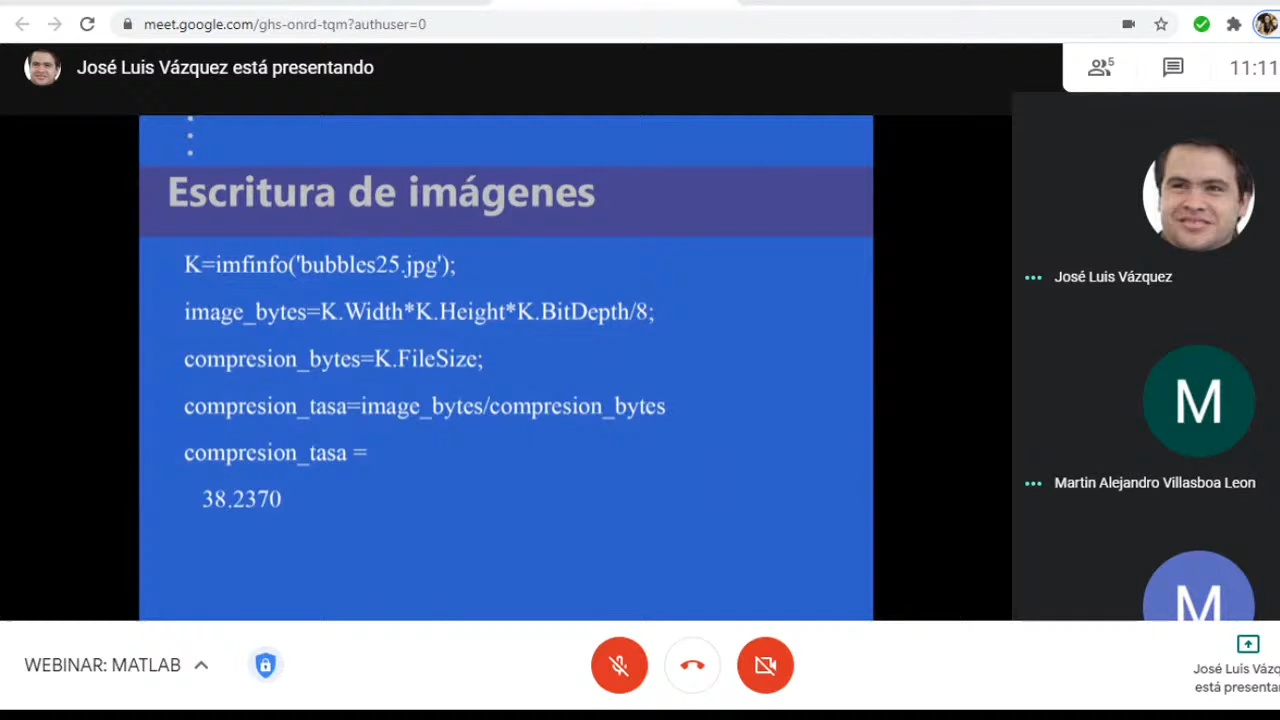 meet.google.com/ghs-onrd-tqm?authuser=0
José Luis Vázquez está presentando
5
11:11
Escritura de imágenes
K=imfinfo('bubbles25.jpg');
image_bytes=K.Width*K.Height*K.BitDepth/8;
compresion_bytes=K.FileSize;
compresion_tasa=image_bytes/compresion_bytes
compresion_tasa =
38.2370
José Luis Vázquez
M
Martin Alejandro Villasboa Leon
M
WEBINAR: MATLAB
José Luis Vázq
está presenta